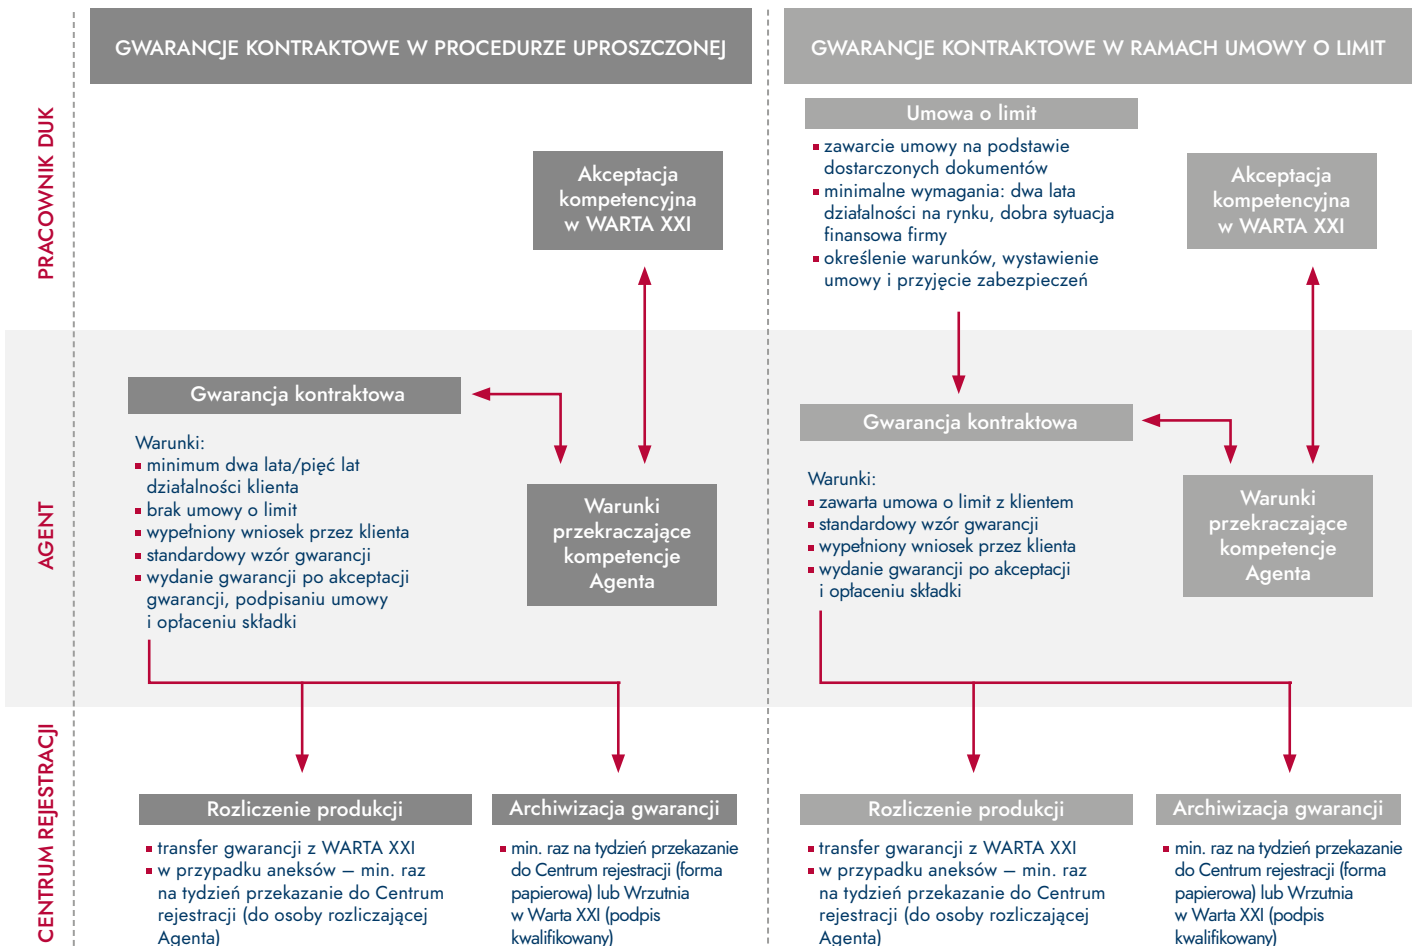 GWARANCJE KONTRAKTOWE W PROCEDURZE UPROSZCZONEJ
GWARANCJE KONTRAKTOWE W RAMACH UMOWY O LIMIT
PRACOWNIK DUK
Akceptacja
kompetencyjna
w WARTA XXI
Umowa o limit
zawarcie umowy na podstawie
dostarczonych dokumentów
minimalne wymagania: dwa lata
działalności na rynku, dobra sytuacja
finansowa firmy
określenie warunków, wystawienie
umowy i przyjęcie zabezpieczeń
Akceptacja
kompetencyjna
w WARTA XXI
AGENT
Gwarancja kontraktowa
Warunki:
minimum dwa lata/pięć lat
działalności klienta
brak umowy o limit
wypełniony wniosek przez klienta
standardowy wzór gwarancji
wydanie gwarancji po akceptacji
gwarancji, podpisaniu umowy
i opłaceniu składki
Warunki
przekraczające
kompetencje
Agenta
Gwarancja kontraktowa
Warunki:
zawarta umowa o limit z klientem
standardowy wzór gwarancji
wypełniony wniosek przez klienta
wydanie gwarancji po akceptacji
i opłaceniu składki
Warunki
przekraczające
kompetencje
Agenta
CENTRUM REJESTRACJI
Rozliczenie produkcji
transfer gwarancji z WARTA XXI
w przypadku aneksów – min. raz
na tydzień przekazanie do Centrum
rejestracji (do osoby rozliczającej
Agenta)
Archiwizacja gwarancji
min. raz na tydzień przekazanie
do Centrum rejestracji (forma
papierowa) lub Wrzutnia
w Warta XXI (podpis
kwalifikowany)
Rozliczenie produkcji
transfer gwarancji z WARTA XXI
w przypadku aneksów – min. raz
na tydzień przekazanie do Centrum
rejestracji (do osoby rozliczającej
Agenta)
Archiwizacja gwarancji
min. raz na tydzień przekazanie
do Centrum rejestracji (forma
papierowa) lub Wrzutnia
w Warta XXI (podpis
kwalifikowany)